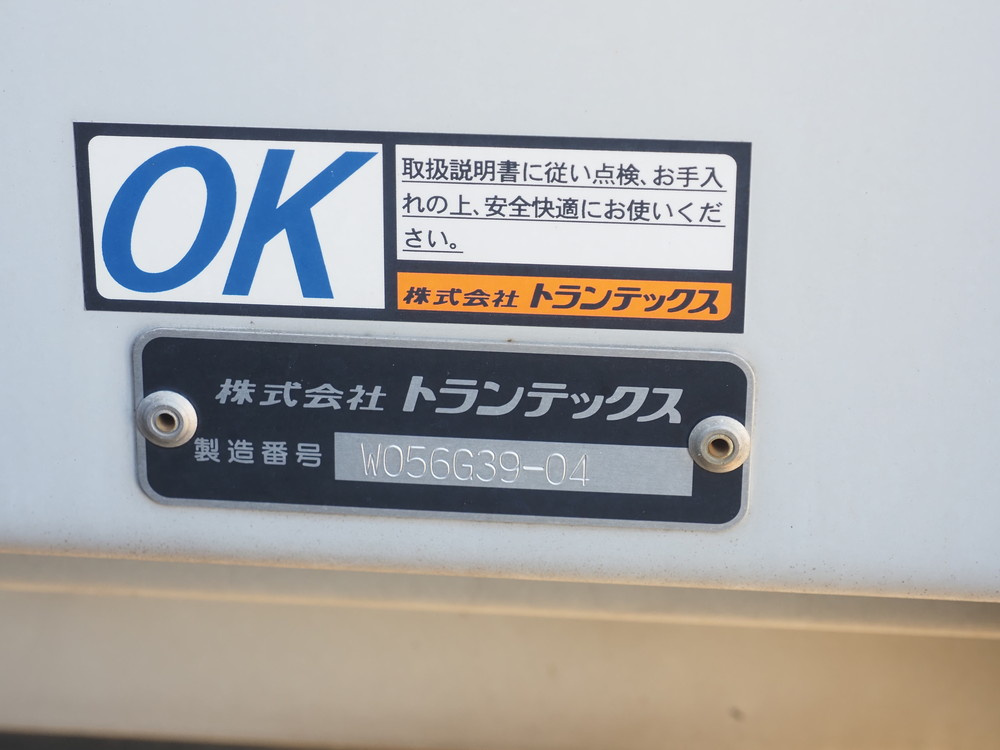 OK
取扱説明書に従い点検、お手入
れの上、安全快適にお使いくだ
さい。
株式会社 トランテックス
株式会社 トランテックス
製造番号 W056G39-04